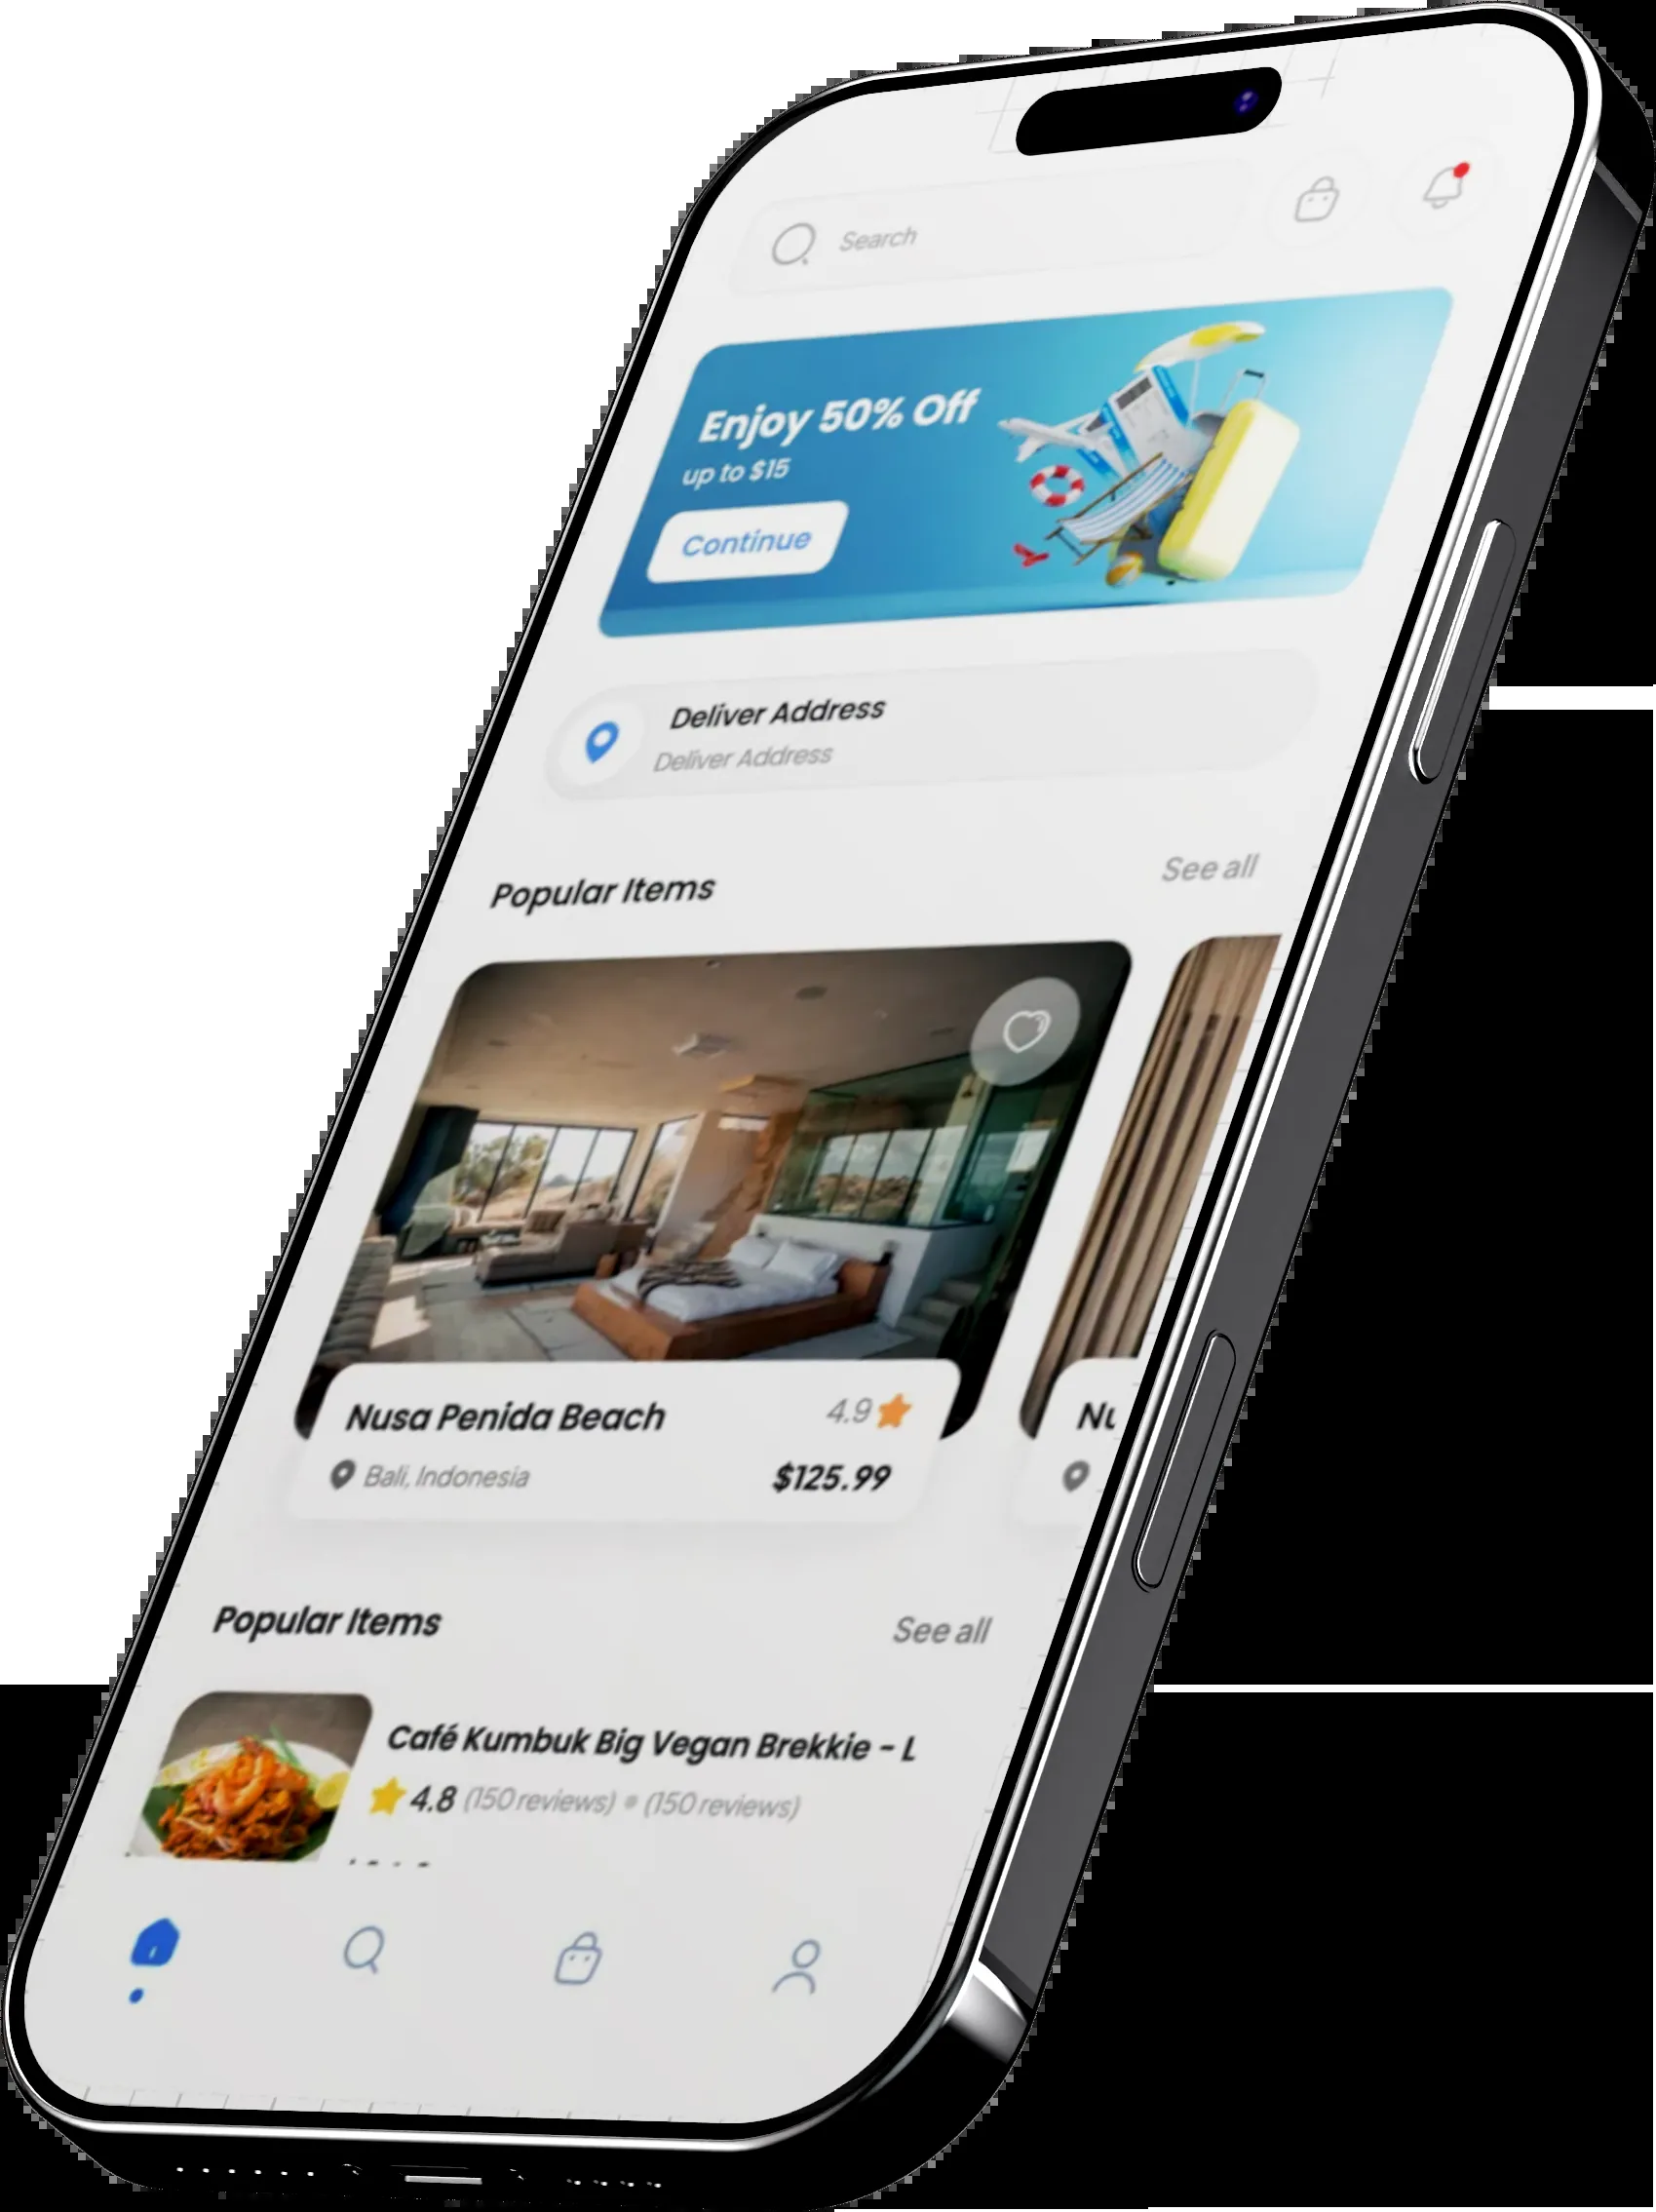 Search
Enjoy 50% Off
up to $15
Continue
Deliver Address
Deliver Address
Popular Items
See all
Nusa Penida Beach
4.9
Bali, Indonesia
$125.99
Nu
Popular Items
See all
Café Kumbuk Big Vegan Brekkie - L
4.8 (150 reviews) • (150 reviews)